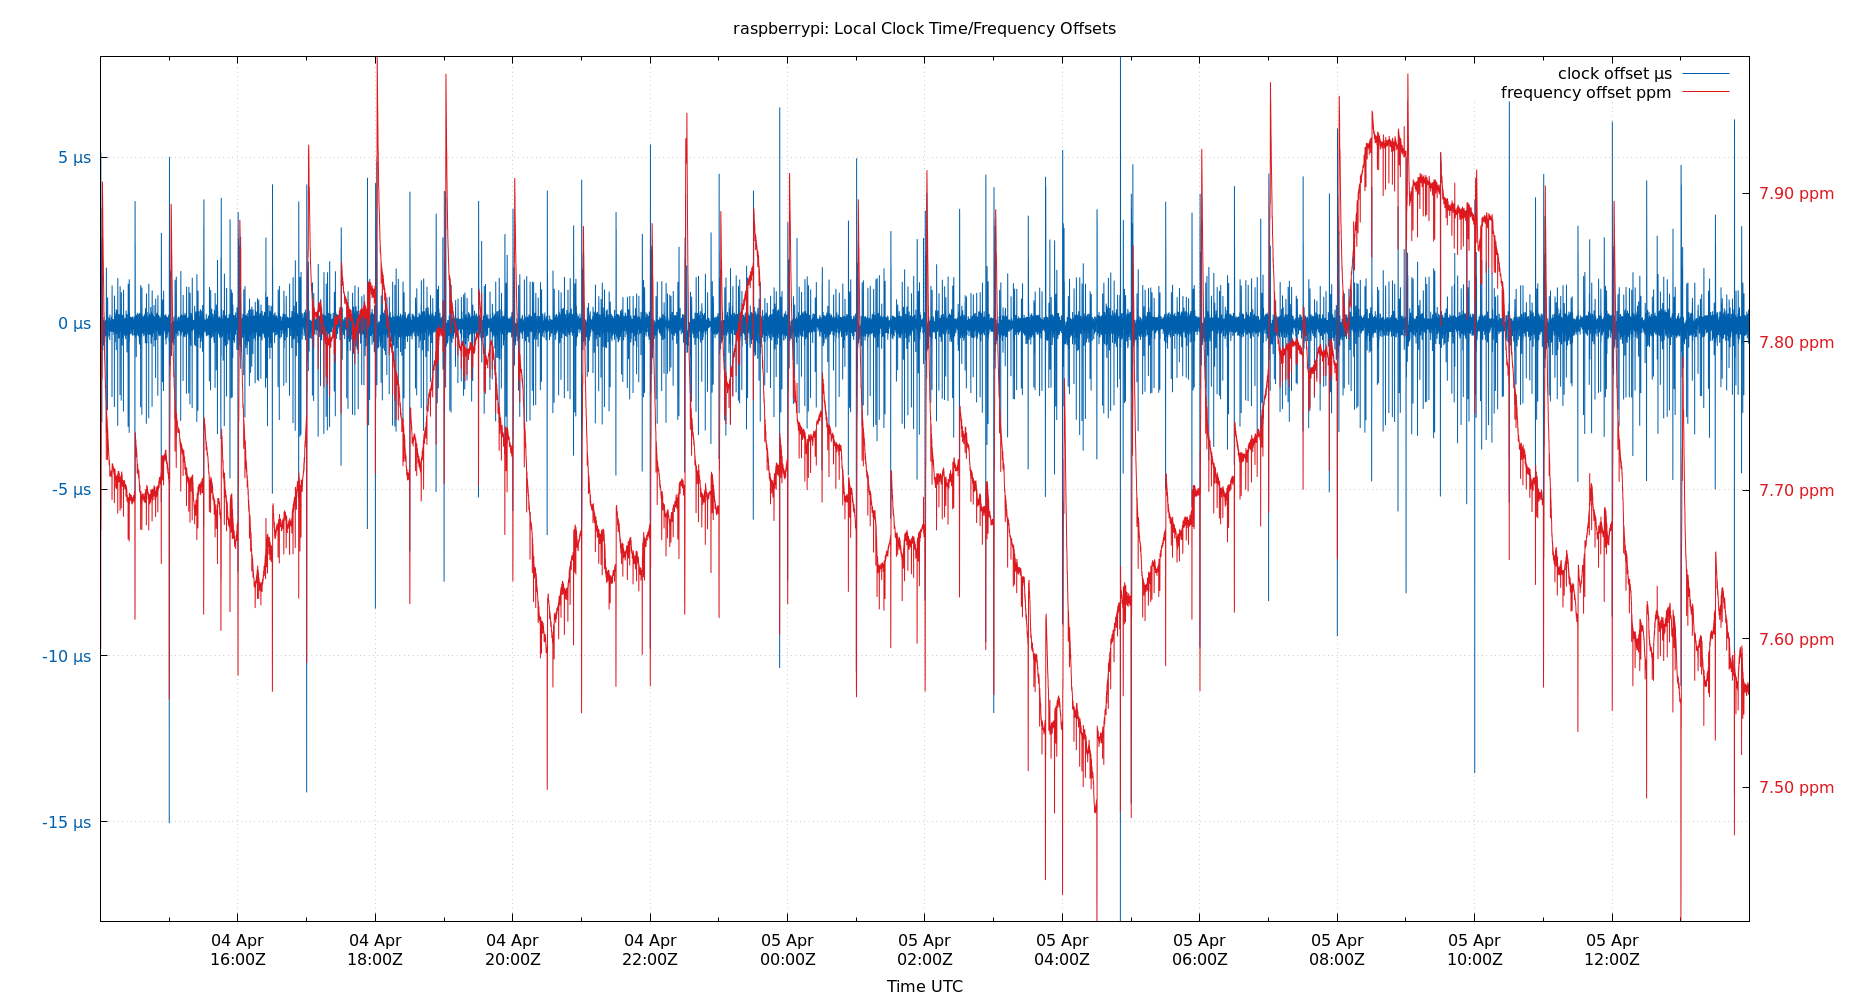 raspberrypi: Local Clock Time/Frequency Offsets
clock offset µs
frequency offset ppm
5 µs
0 µs
-5 µs
-10 µs
-15 µs
7.90 ppm
7.80 ppm
7.70 ppm
7.60 ppm
7.50 ppm
04 Apr
16:00Z
04 Apr
18:00Z
04 Apr
20:00Z
04 Apr
22:00Z
05 Apr
00:00Z
05 Apr
02:00Z
05 Apr
04:00Z
05 Apr
06:00Z
05 Apr
08:00Z
05 Apr
10:00Z
05 Apr
12:00Z
Time UTC